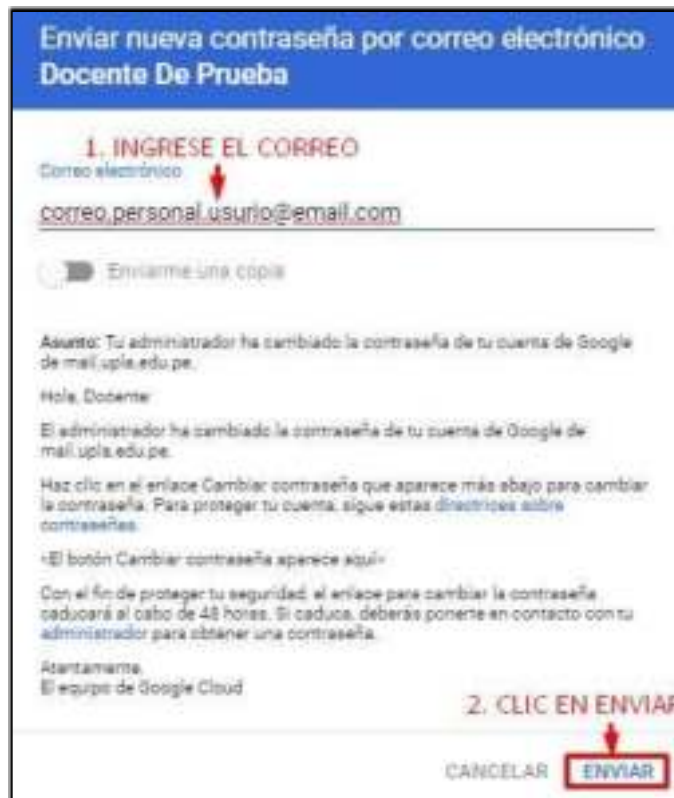 Enviar nueva contraseña por correo electrónico
Docente De Prueba
1. INGRESE EL CORREO
Correo electrónico
correo.personal.usurio@email.com
Enviarme una copia
Asunto: Tu administrador ha cambiado la contraseña de tu cuenta de Google
de mail.upla.edu.pe.
Hola, Docente:
El administrador ha cambiado la contraseña de tu cuenta de Google de
mail.upla.edu.pe.
Haz clic en el enlace Cambiar contraseña que aparece más abajo para cambiar
la contraseña. Para proteger tu cuenta, sigue estas directrices sobre
contraseñas.
<El botón Cambiar contraseña aparece aquí>
Con el fin de proteger tu seguridad, el enlace para cambiar la contraseña
caducará al cabo de 48 horas. Si caduca, deberás ponerte en contacto con tu
administrador para obtener una contraseña.
Atentamente,
El equipo de Google Cloud
2. CLIC EN ENVIAR
CANCELAR ENVIAR